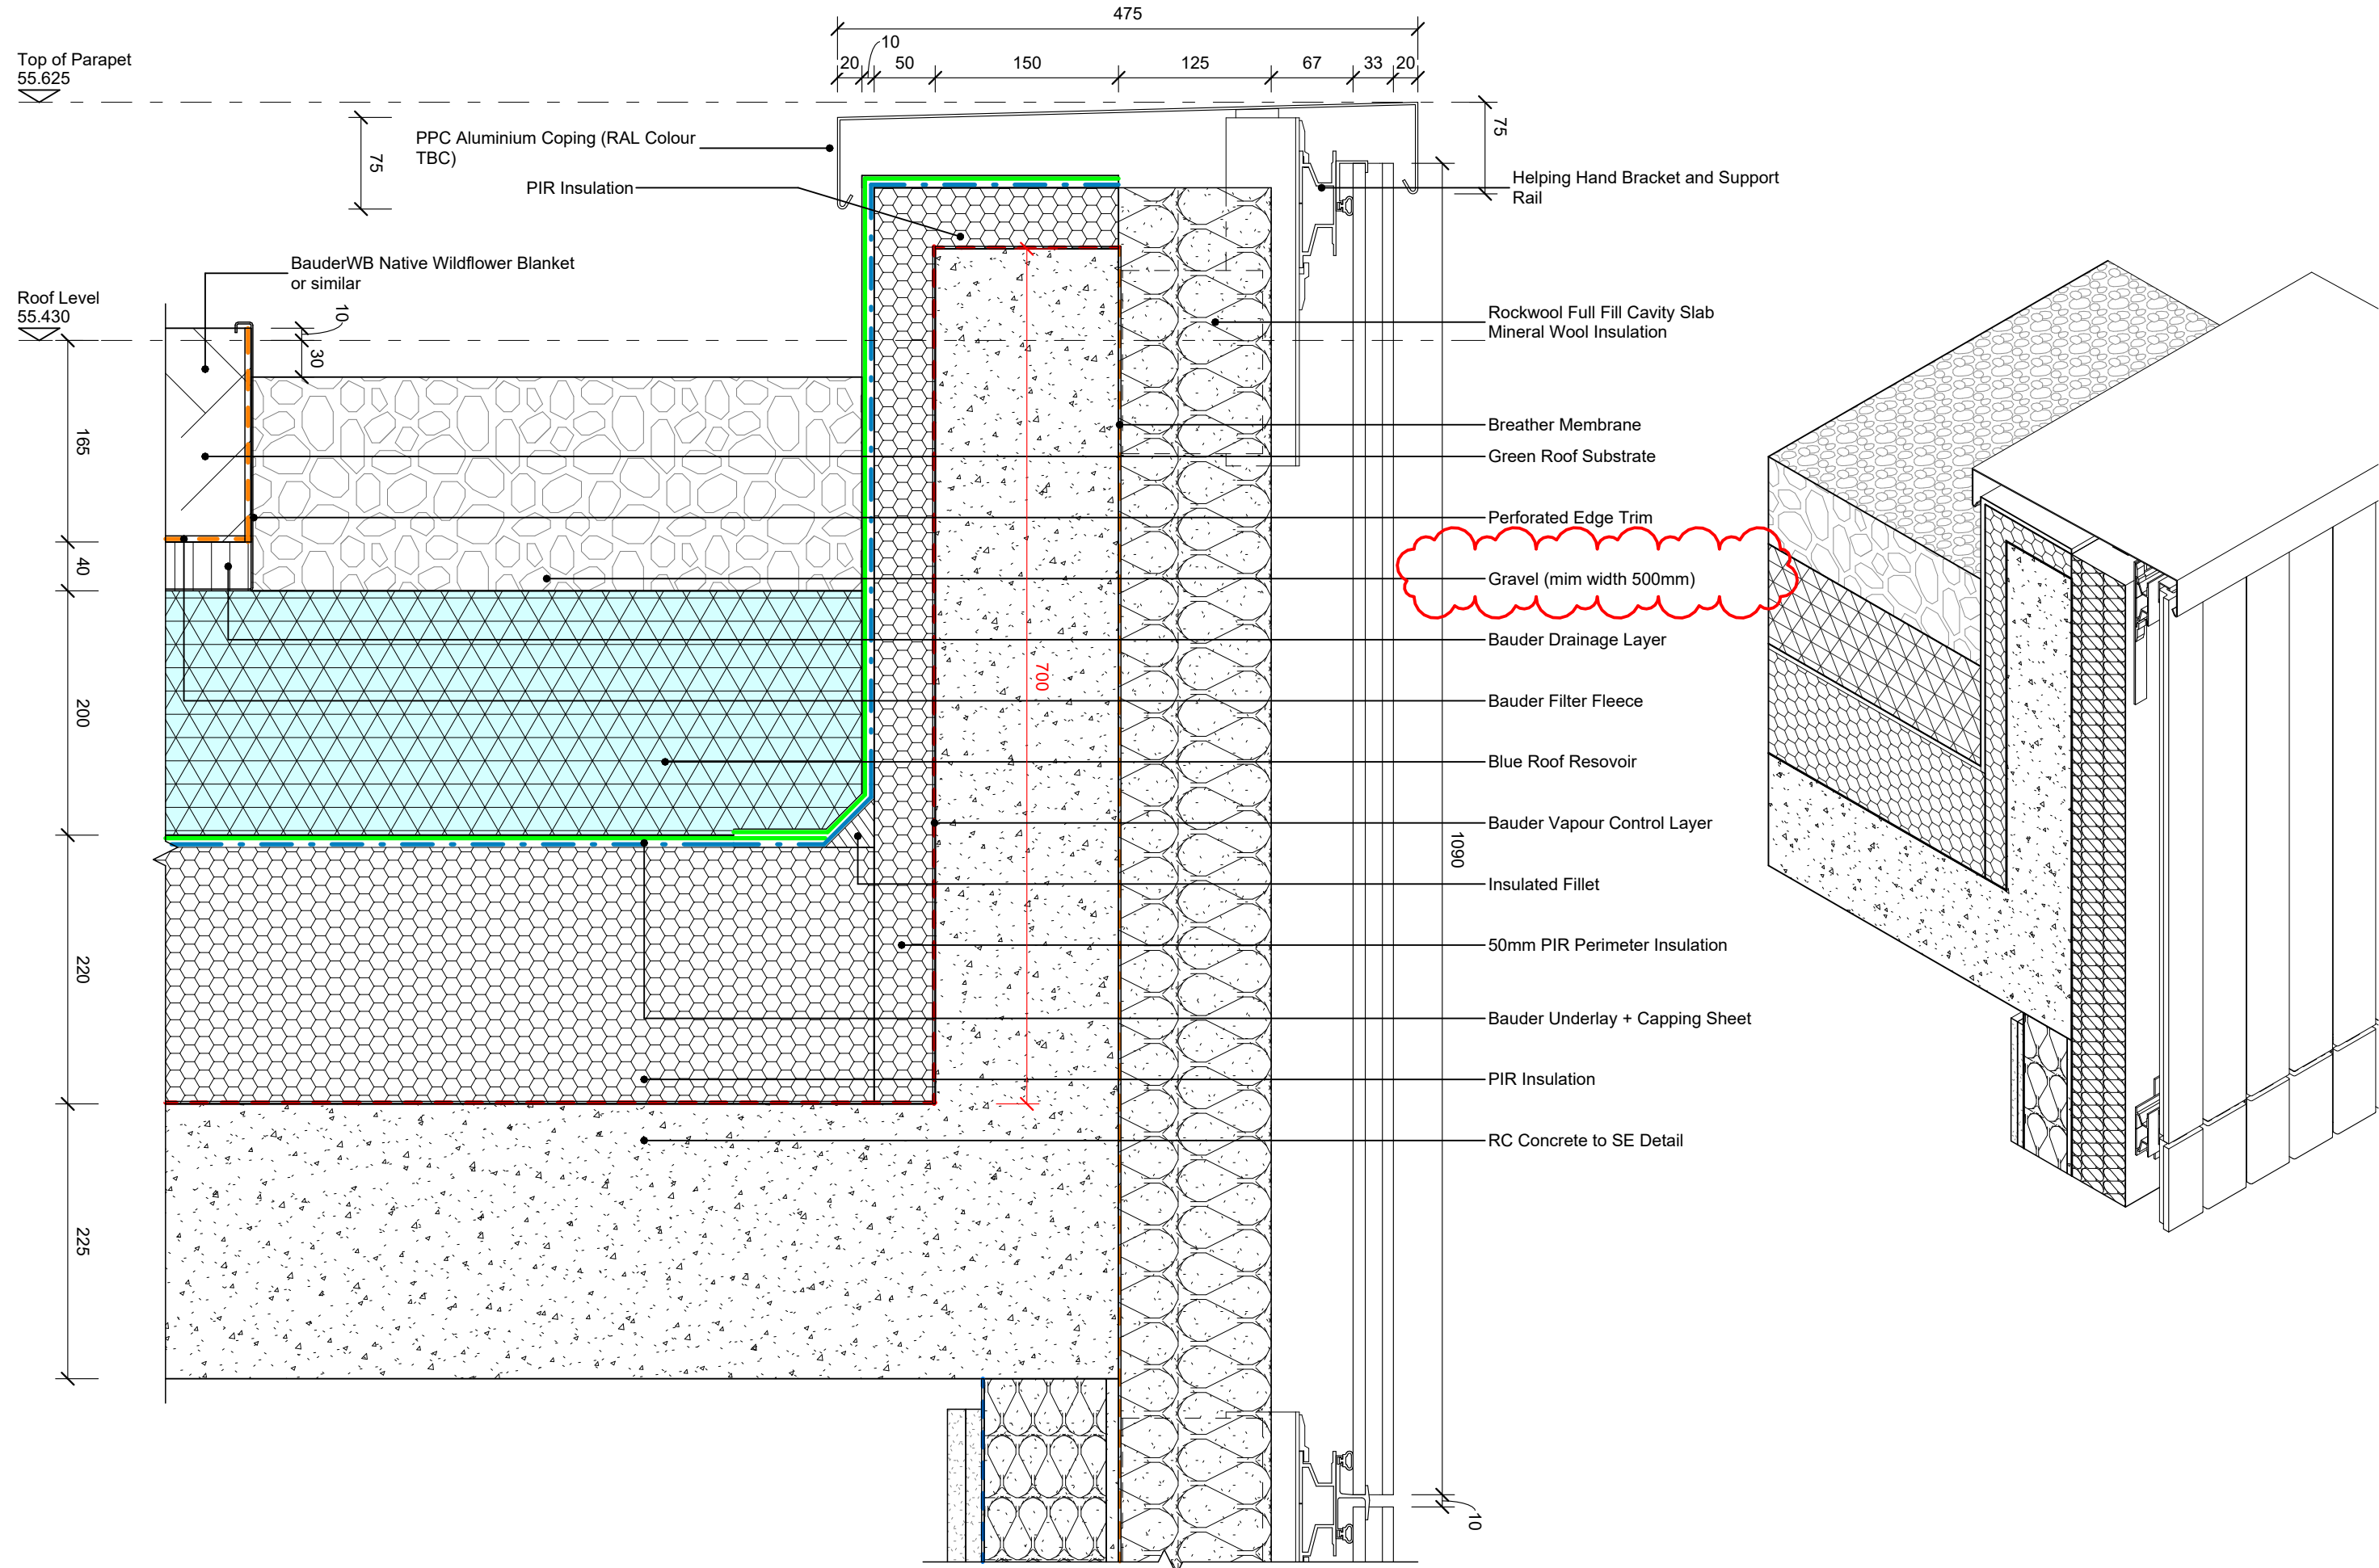 475
10
20
50
150
125
67
33
20
Top of Parapet
55.625
75
PPC Aluminium Coping (RAL Colour
TBC)
75
PIR Insulation
Helping Hand Bracket and Support
Rail
BauderWB Native Wildflower Blanket
or similar
Roof Level
55.430
10
30
Rockwool Full Fill Cavity Slab
Mineral Wool Insulation
Breather Membrane
165
Green Roof Substrate
Perforated Edge Trim
40
Gravel (mim width 500mm)
Bauder Drainage Layer
700
200
Bauder Filter Fleece
Blue Roof Resovoir
Bauder Vapour Control Layer
1090
Insulated Fillet
50mm PIR Perimeter Insulation
220
Bauder Underlay + Capping Sheet
PIR Insulation
RC Concrete to SE Detail
225
10